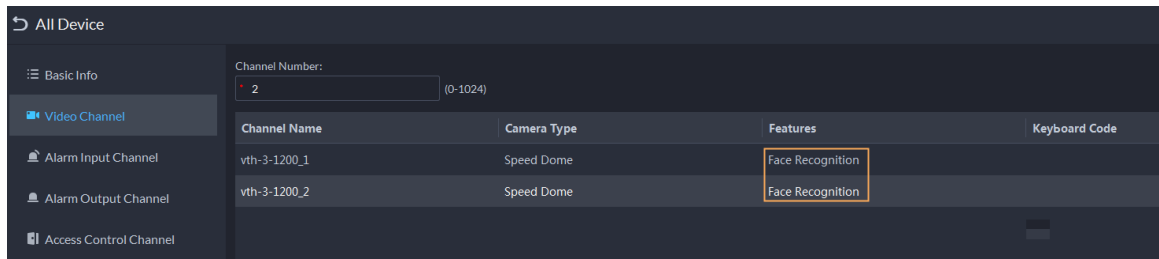 All Device
Basic Info
Video Channel
Alarm Input Channel
Alarm Output Channel
Access Control Channel
Channel Number:
* 2 (0-1024)
Channel Name Camera Type Features Keyboard Code
vth-3-1200_1 Speed Dome Face Recognition
vth-3-1200_2 Speed Dome Face Recognition